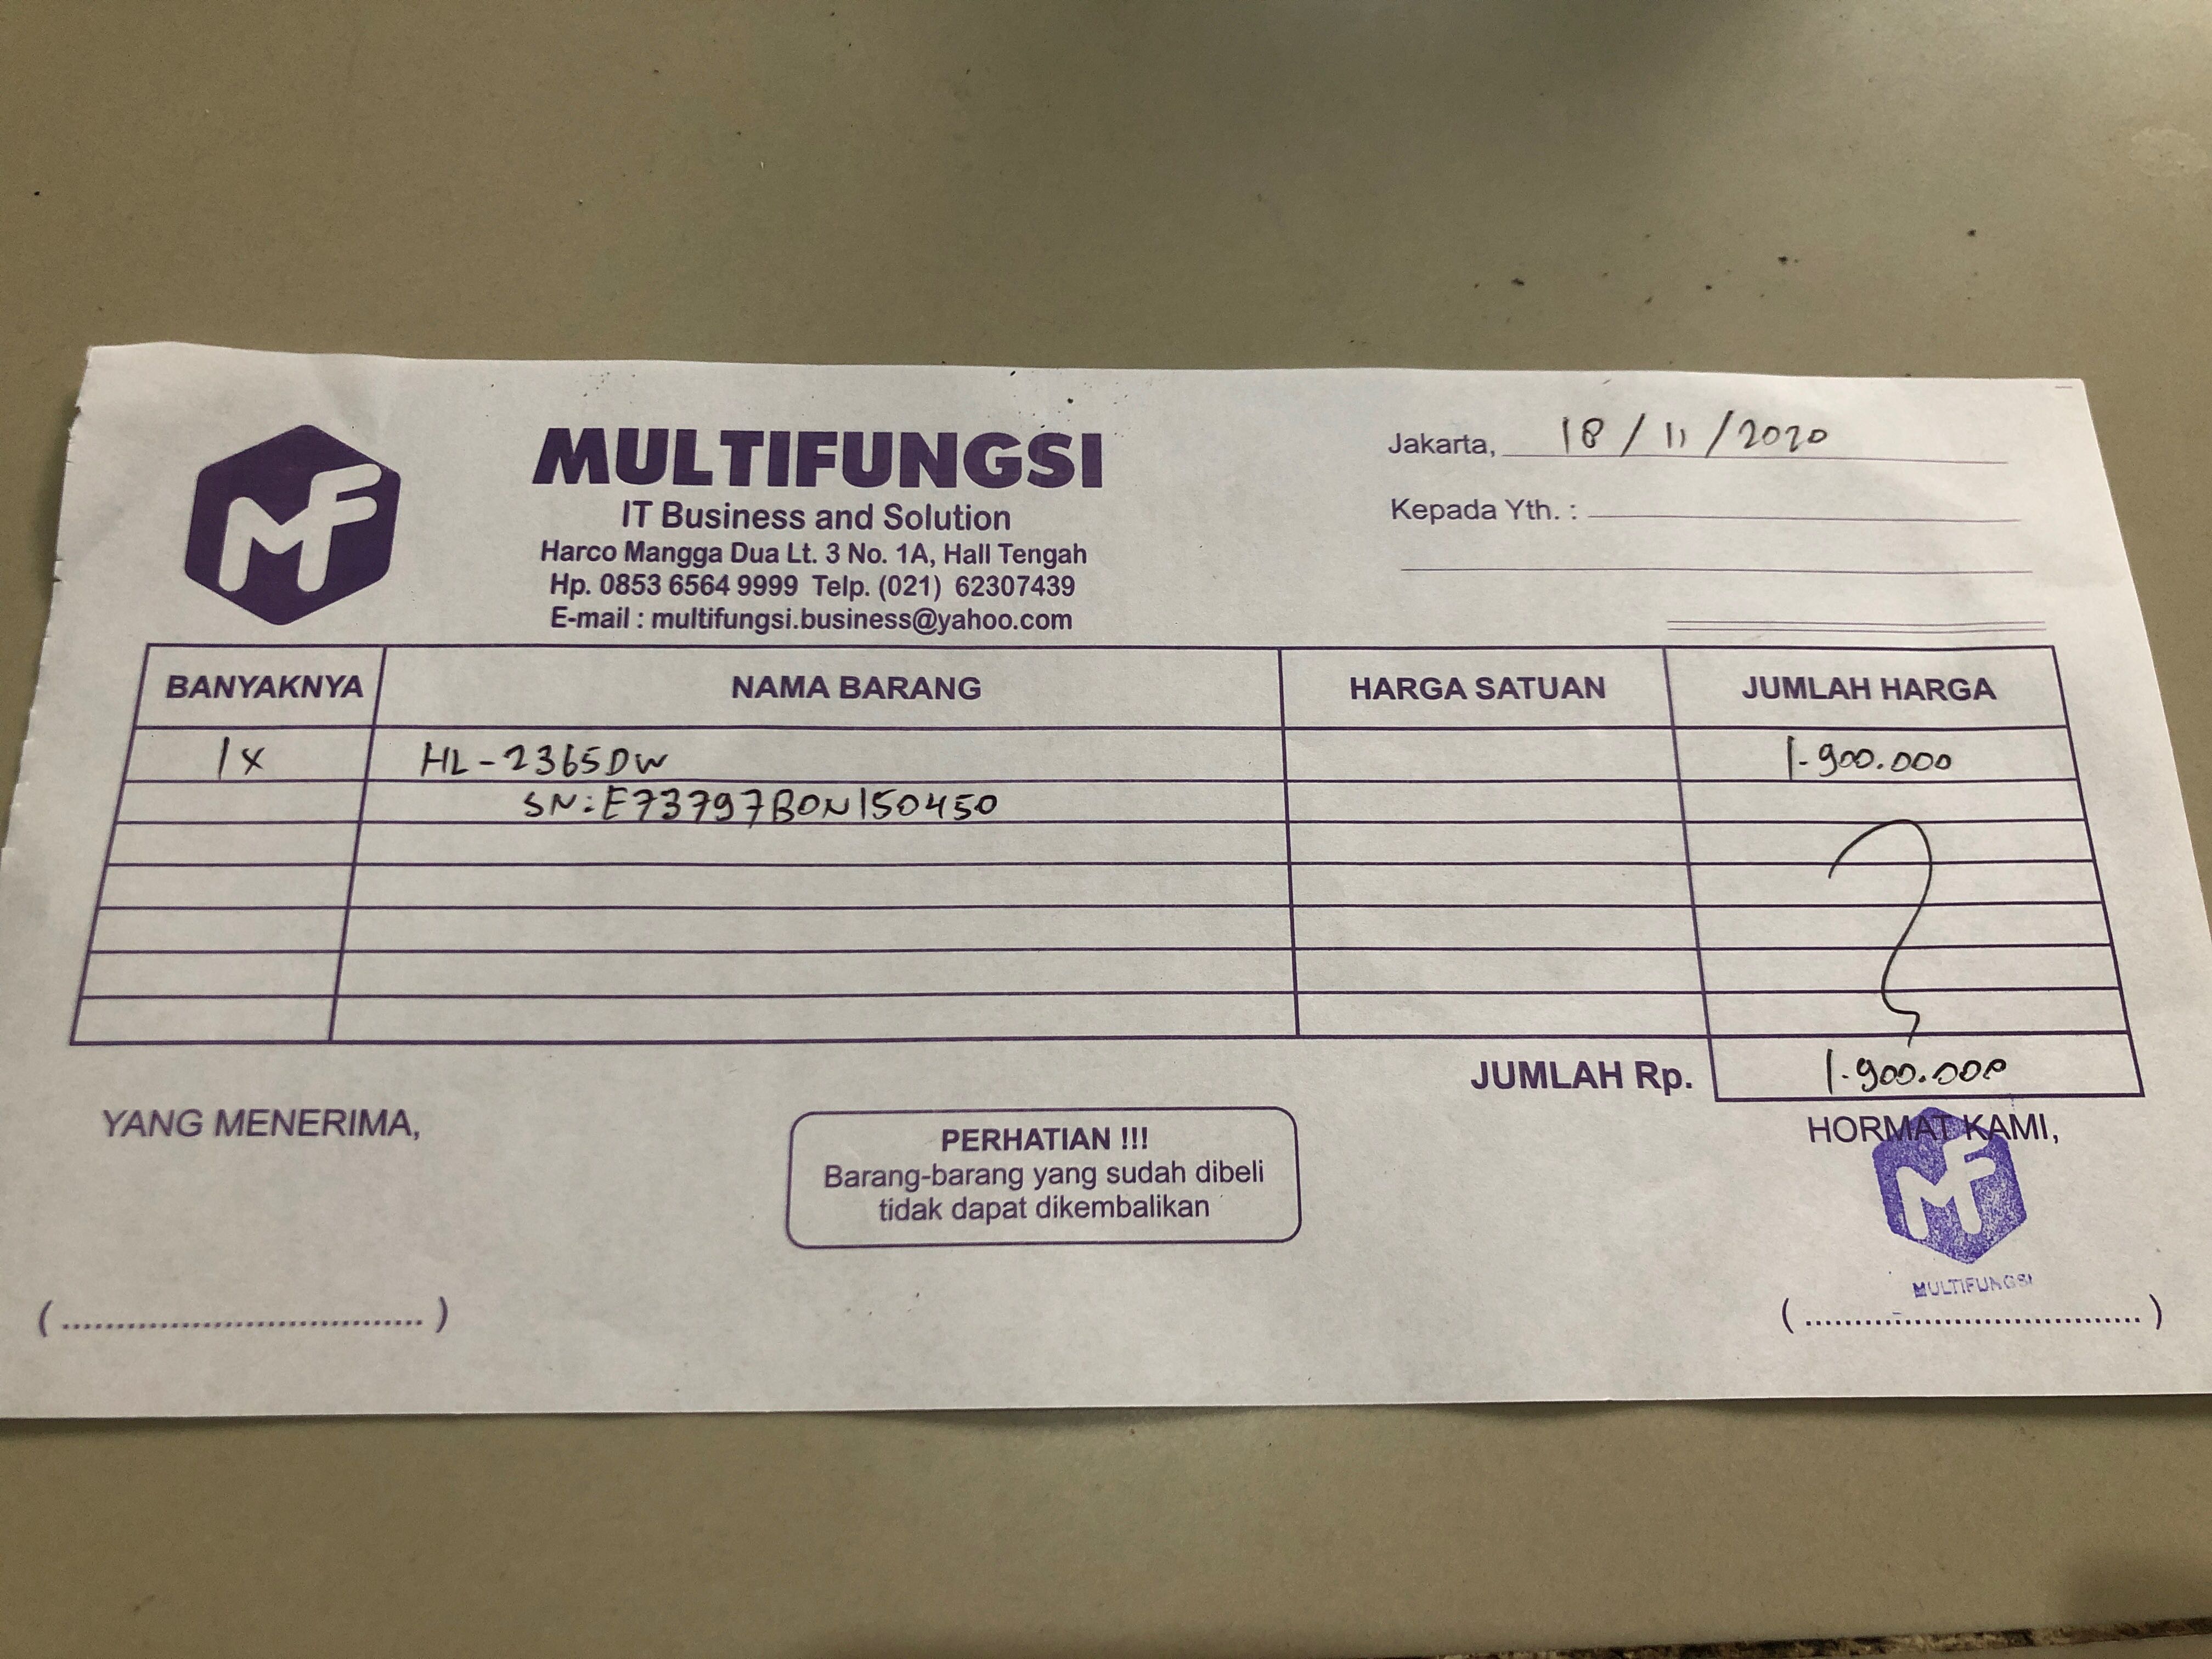 MF
MULTIFUNGSI
IT Business and Solution
Harco Mangga Dua Lt. 3 No. 1A, Hall Tengah
Hp. 0853 6564 9999 Telp. (021) 62307439
E-mail : multifungsi.business@yahoo.com
Jakarta, 18 / 11 / 2020
Kepada Yth. :
BANYAKNYA NAMA BARANG HARGA SATUAN JUMLAH HARGA
1x HL-2365DW 1.900.000
SN:E73797B0N150450
JUMLAH Rp. 1.900.000
YANG MENERIMA,
PERHATIAN !!!
Barang-barang yang sudah dibeli
tidak dapat dikembalikan
HORMAT KAMI,
MF
MULTIFUNGSI
(..................................)
(..................................)